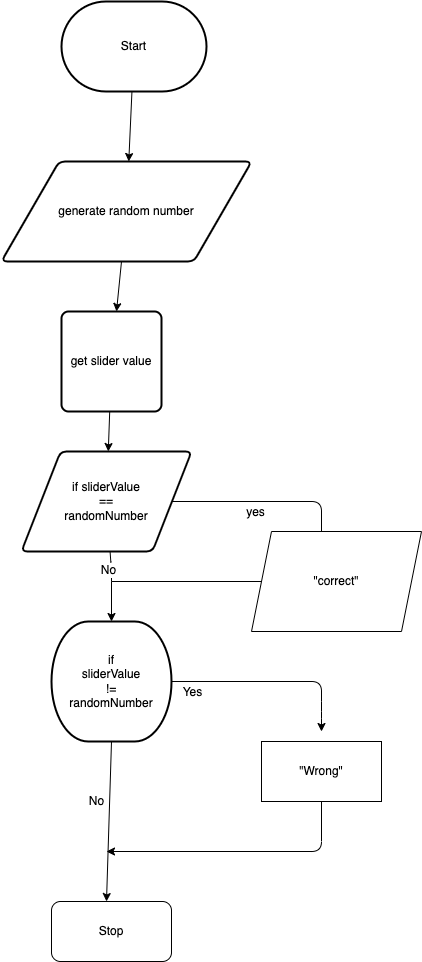 Start
generate random number
get slider value
if sliderValue
==
randomNumber
yes
No
"correct"
if
sliderValue
!=
randomNumber
Yes
"Wrong"
No
Stop